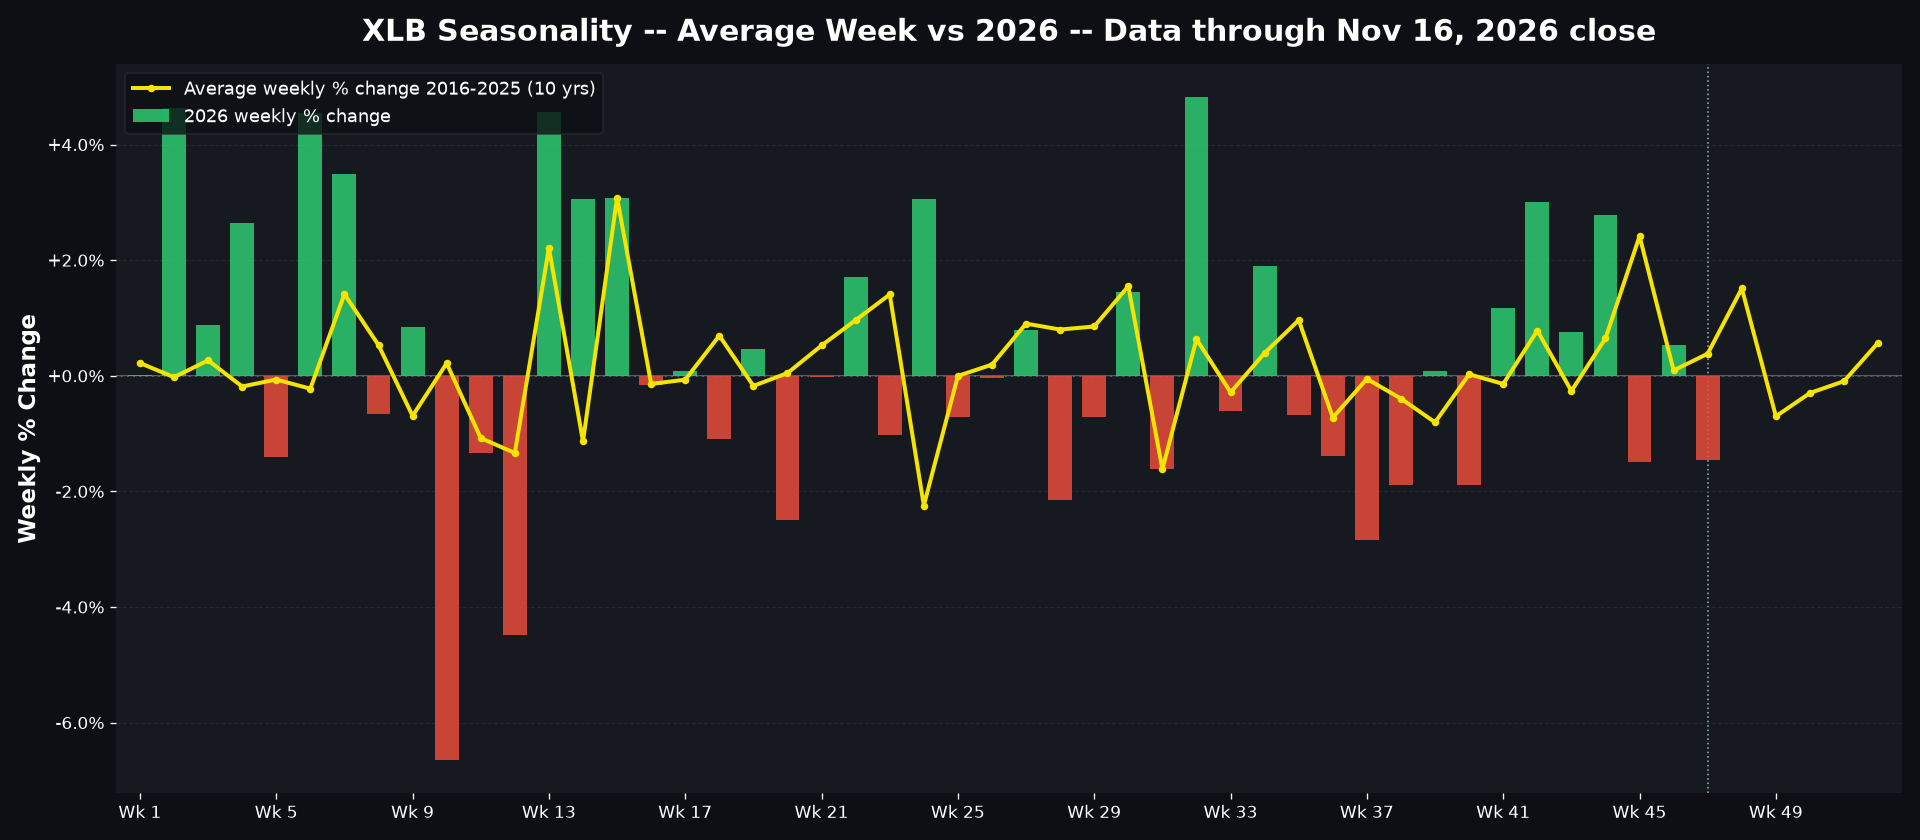 XLB Seasonality -- Average Week vs 2026 -- Data through Nov 16, 2026 close
Average weekly % change 2016-2025 (10 yrs)
2026 weekly % change
Weekly % Change
+4.0%
+2.0%
+0.0%
-2.0%
-4.0%
-6.0%
Wk 1 Wk 5 Wk 9 Wk 13 Wk 17 Wk 21 Wk 25 Wk 29 Wk 33 Wk 37 Wk 41 Wk 45 Wk 49